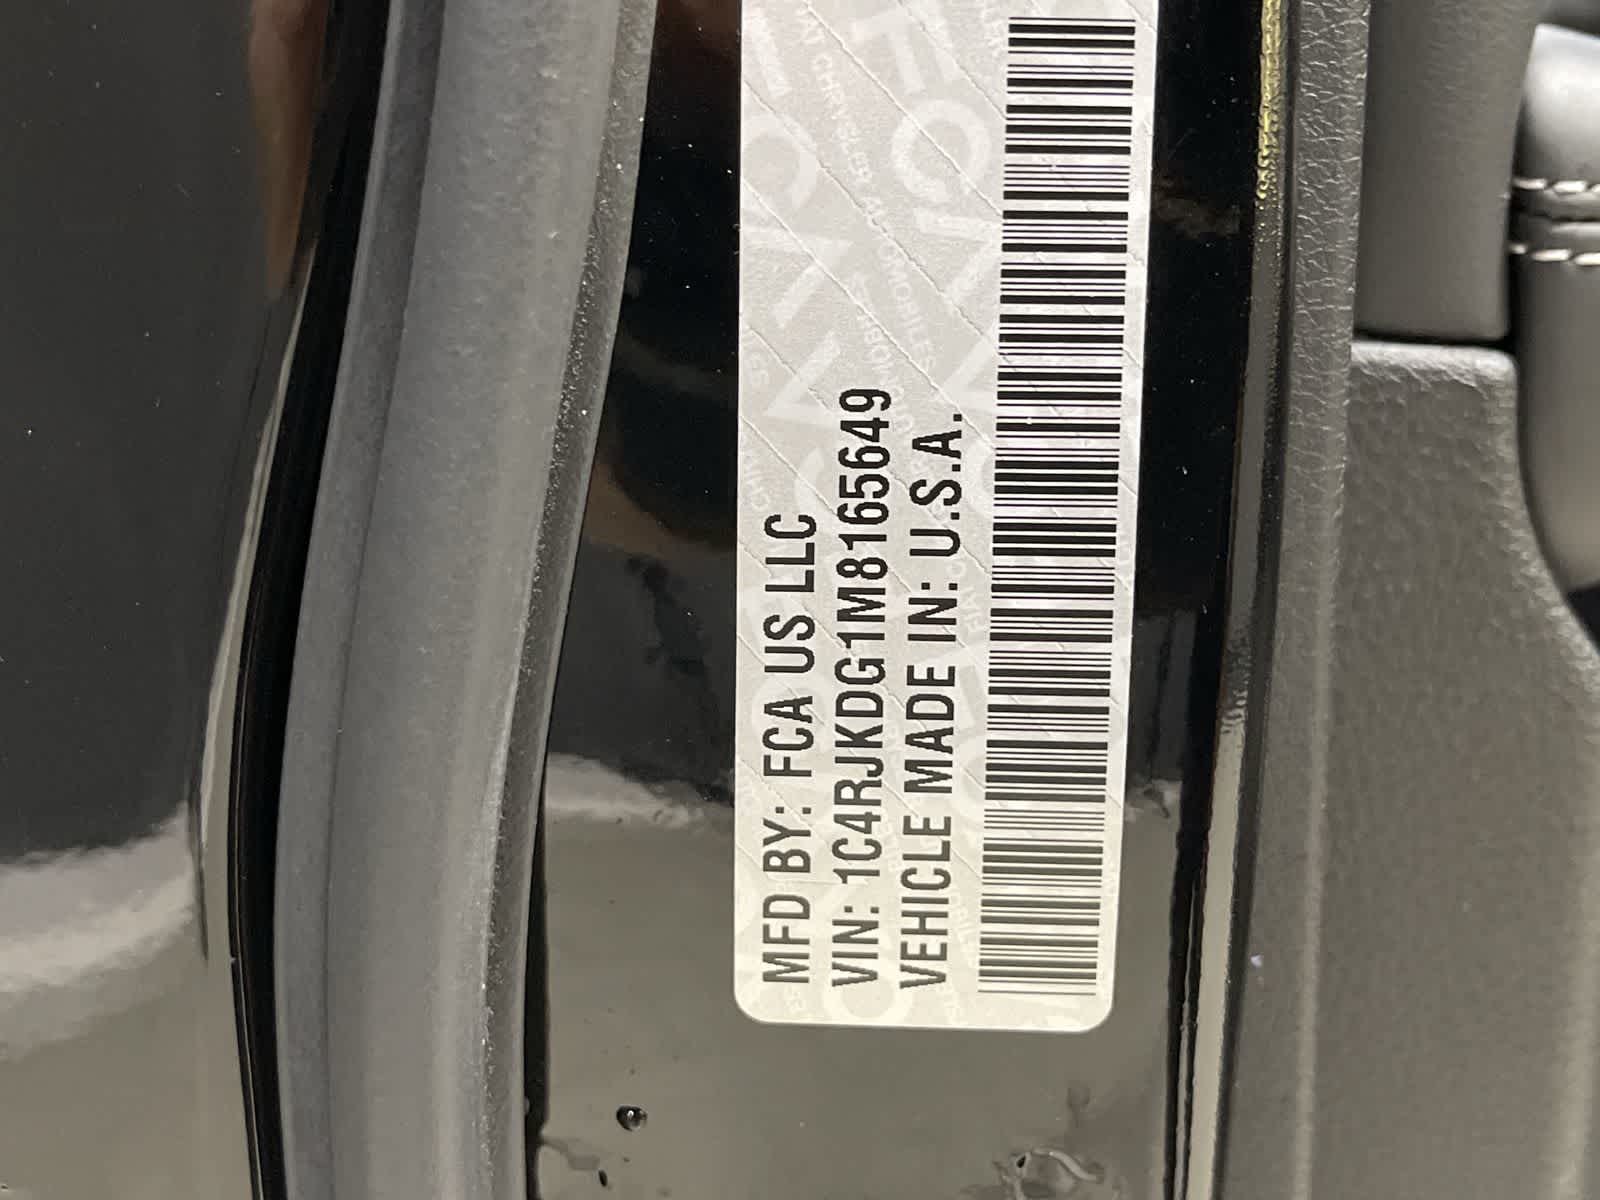 MFD BY: FCA US LLC
VIN: 1C4RJKDG1M8165649
VEHICLE MADE IN: U.S.A.